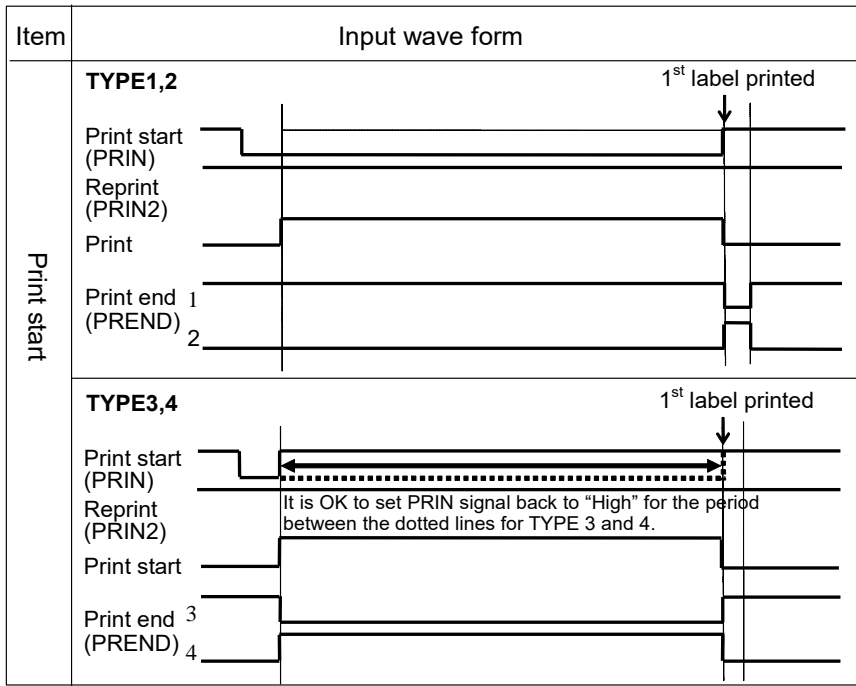 Item
Input wave form
Print start
TYPE1,2
1st label printed
Print start
(PRIN)
Reprint
(PRIN2)
Print
Print end 1
(PREND)
2
TYPE3,4
1st label printed
Print start
(PRIN)
Reprint
(PRIN2)
It is OK to set PRIN signal back to “High” for the period
between the dotted lines for TYPE 3 and 4.
Print start
Print end 3
(PREND)
4